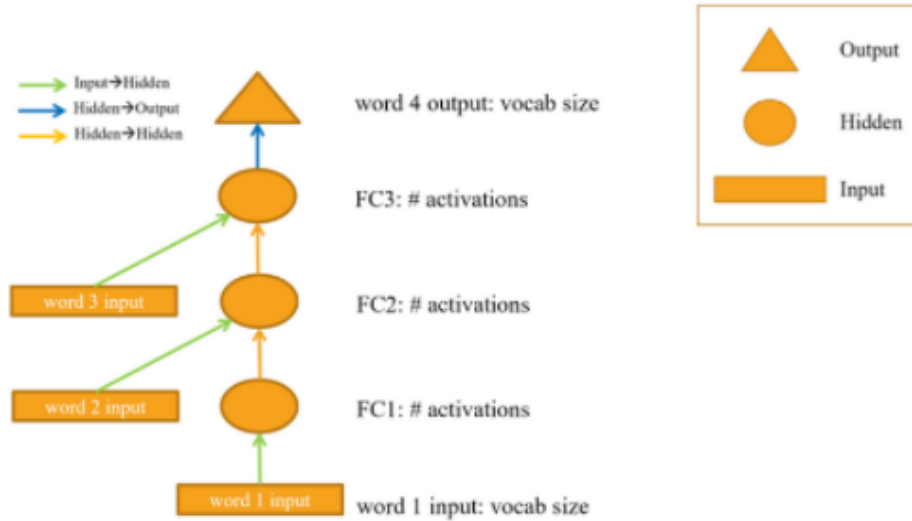 Input→Hidden
Hidden→Output
Hidden→Hidden
word 4 output: vocab size
FC3: # activations
word 3 input
FC2: # activations
word 2 input
FC1: # activations
word 1 input
word 1 input: vocab size
Output
Hidden
Input